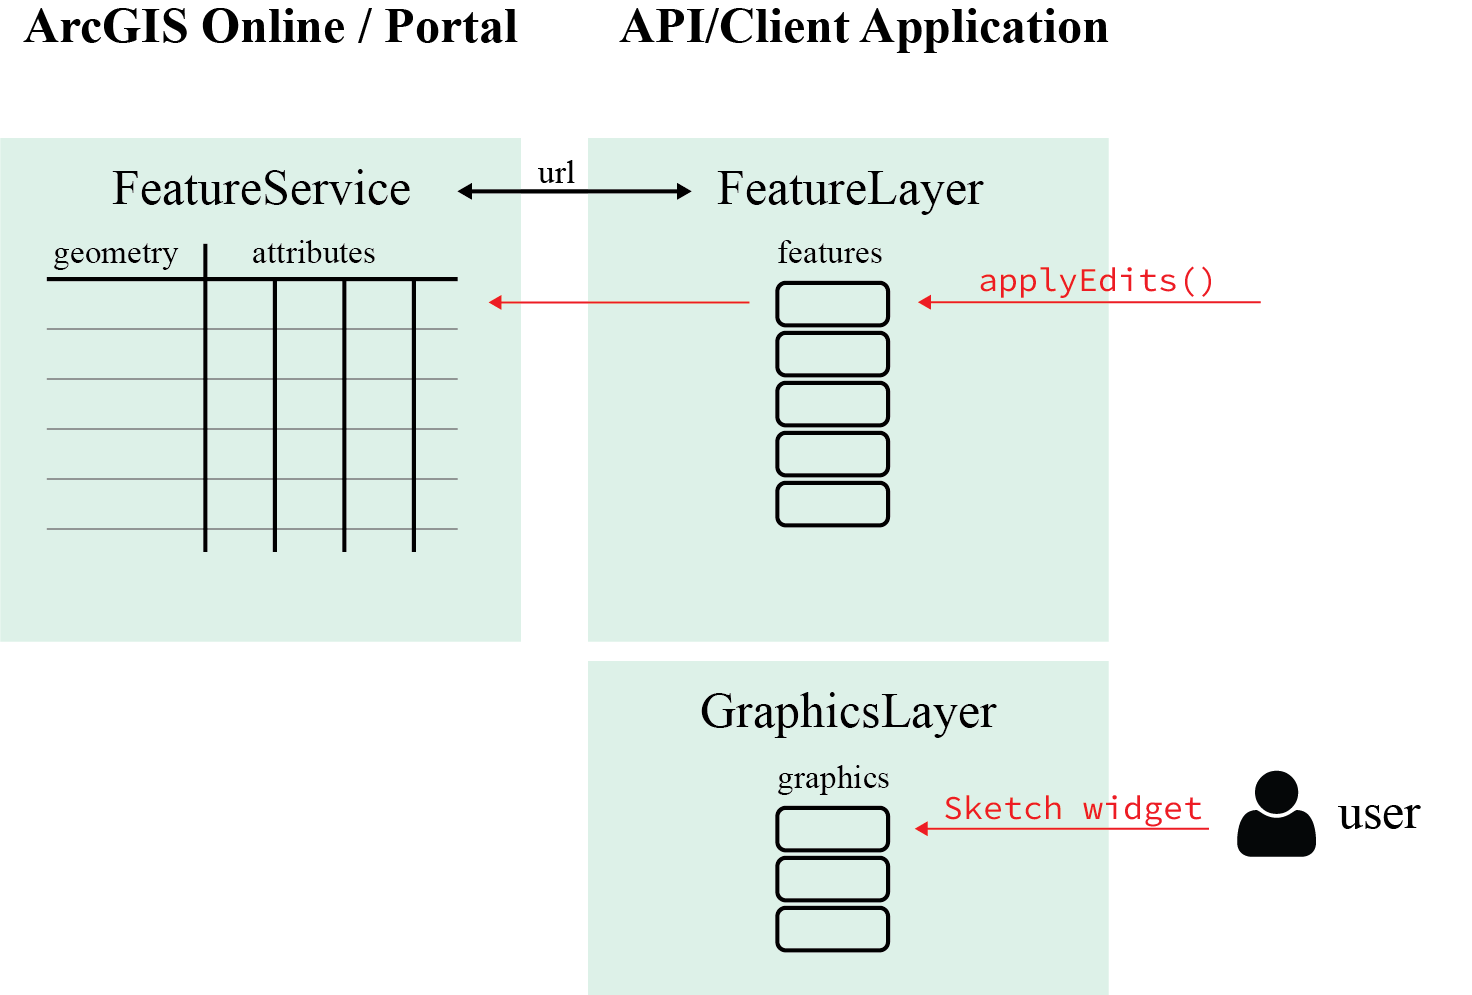 ArcGIS Online / Portal
API/Client Application
FeatureService
url
FeatureLayer
geometry
attributes
features
applyEdits()
GraphicsLayer
graphics
Sketch widget
user